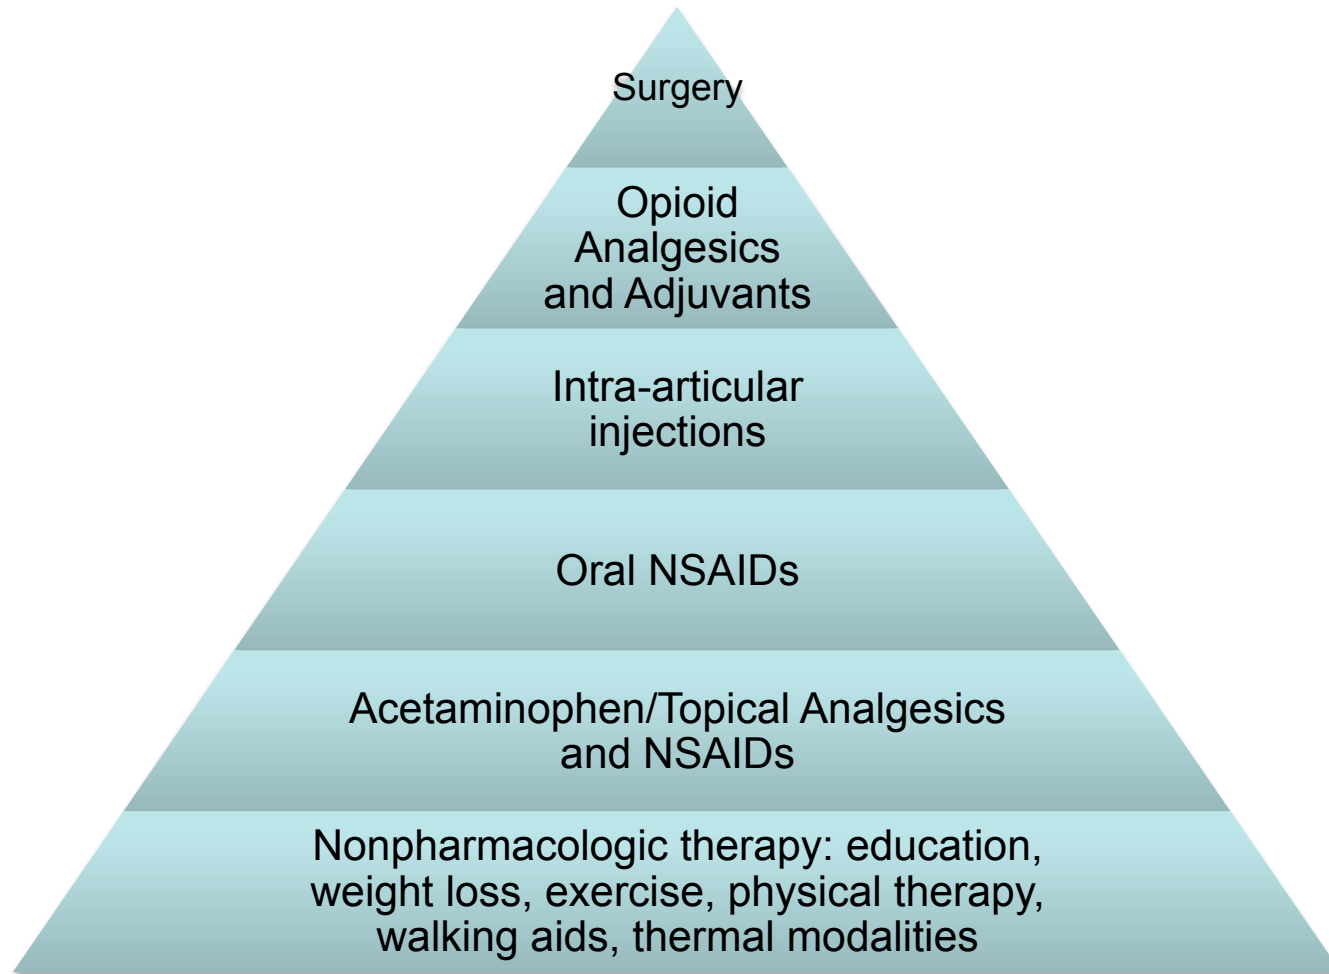 Surgery
Opioid
Analgesics
and Adjuvants
Intra-articular
injections
Oral NSAIDs
Acetaminophen/Topical Analgesics
and NSAIDs
Nonpharmacologic therapy: education,
weight loss, exercise, physical therapy,
walking aids, thermal modalities